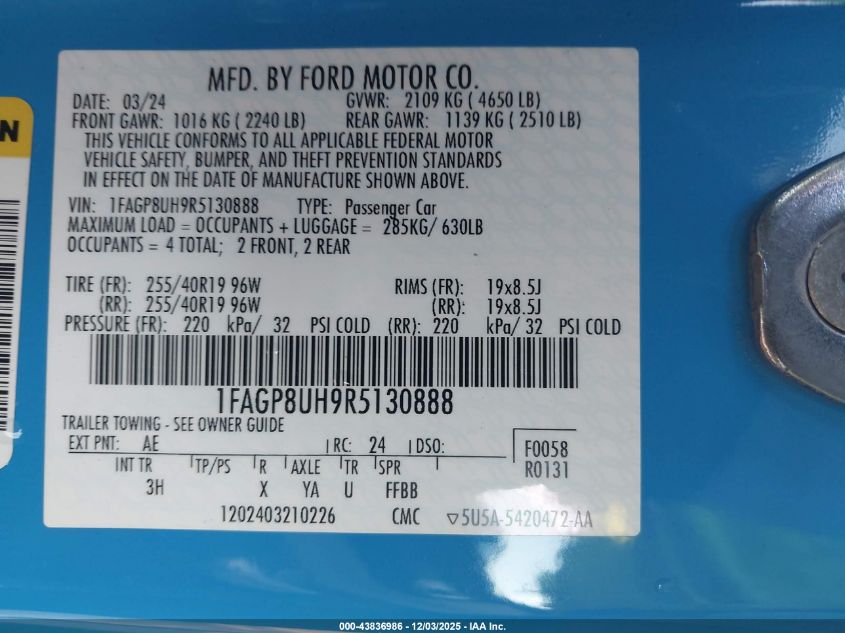 N
MFD. BY FORD MOTOR CO.
DATE: 03/24 GVWR: 2109 KG ( 4650 LB)
FRONT GAWR: 1016 KG ( 2240 LB) REAR GAWR: 1139 KG ( 2510 LB)
THIS VEHICLE CONFORMS TO ALL APPLICABLE FEDERAL MOTOR
VEHICLE SAFETY, BUMPER, AND THEFT PREVENTION STANDARDS
IN EFFECT ON THE DATE OF MANUFACTURE SHOWN ABOVE.
VIN: 1FAGP8UH9R5130888 TYPE: Passenger Car
MAXIMUM LOAD = OCCUPANTS + LUGGAGE = 285KG/ 630LB
OCCUPANTS = 4 TOTAL; 2 FRONT, 2 REAR
TIRE (FR): 255/40R19 96W RIMS (FR): 19x8.5J
(RR): 255/40R19 96W (RR): 19x8.5J
PRESSURE (FR): 220 kPa/ 32 PSI COLD (RR): 220 kPa/ 32 PSI COLD
1FAGP8UH9R5130888
TRAILER TOWING - SEE OWNER GUIDE
EXT PNT: AE RC: 24 DSO: F0058
R0131
INT TR TP/PS R AXLE TR SPR
3H X YA U FFBB
1202403210226 CMC ▽5U5A-5420472-AA
000-43836986 - 12/03/2025 - IAA Inc.